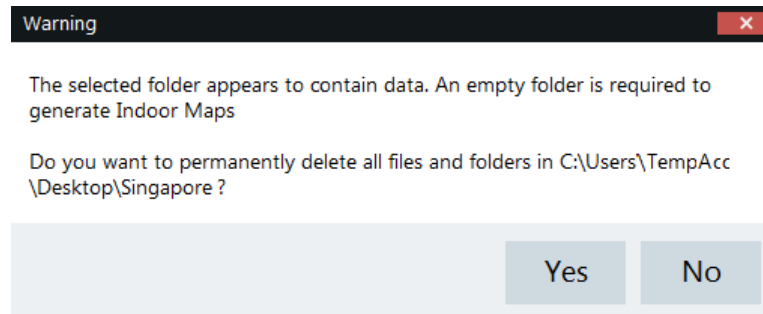 Warning
The selected folder appears to contain data. An empty folder is required to
generate Indoor Maps
Do you want to permanently delete all files and folders in C:\Users\TempAcc
\Desktop\Singapore ?
Yes No